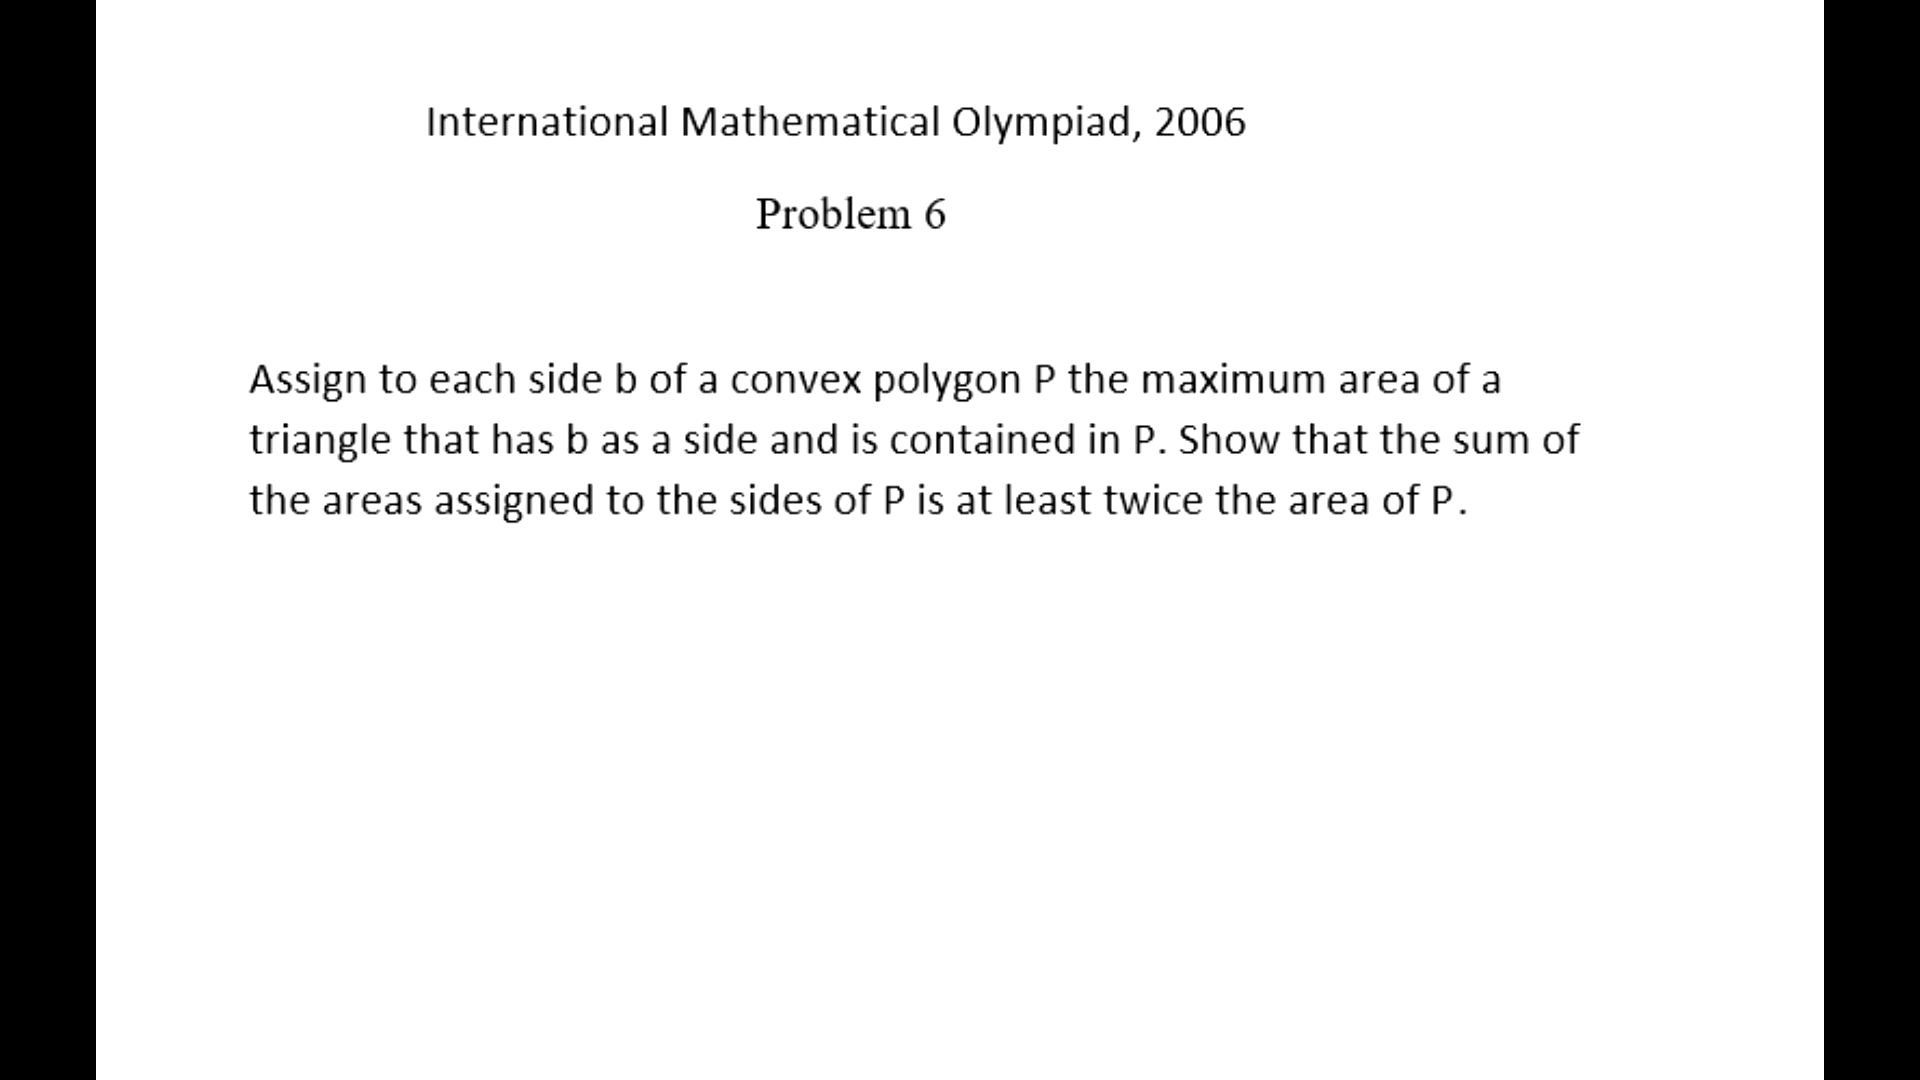 International Mathematical Olympiad, 2006
Problem 6
Assign to each side b of a convex polygon P the maximum area of a
triangle that has b as a side and is contained in P. Show that the sum of
the areas assigned to the sides of P is at least twice the area of P.